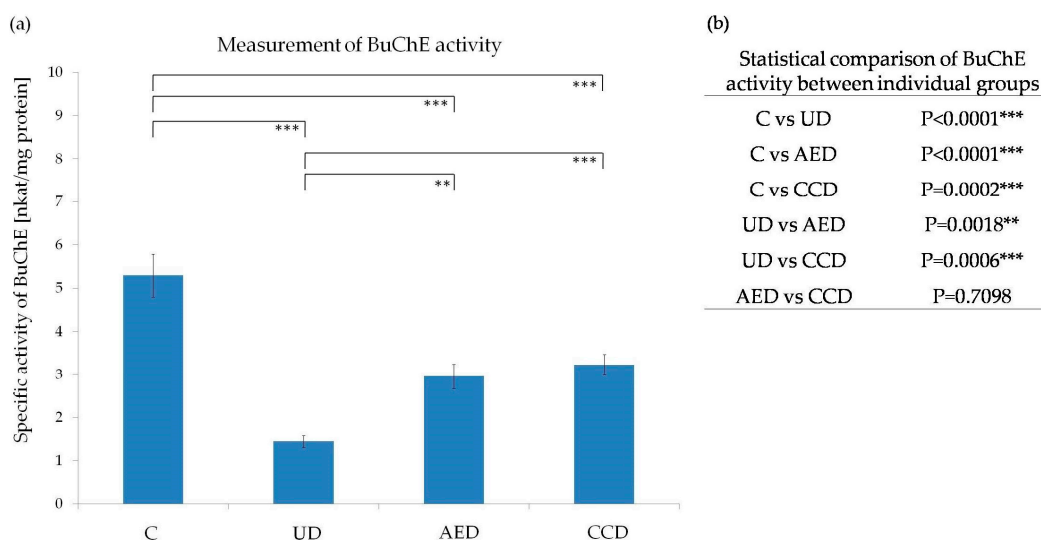 (a)
Measurement of BuChE activity
Specific activity of BuChE [nkat/mg protein]
10
9
8
7
6
5
4
3
2
1
0
***
***
***
***
**
C
UD
AED
CCD
(b)
Statistical comparison of BuChE
activity between individual groups
C vs UD P<0.0001***
C vs AED P<0.0001***
C vs CCD P=0.0002***
UD vs AED P=0.0018**
UD vs CCD P=0.0006***
AED vs CCD P=0.7098